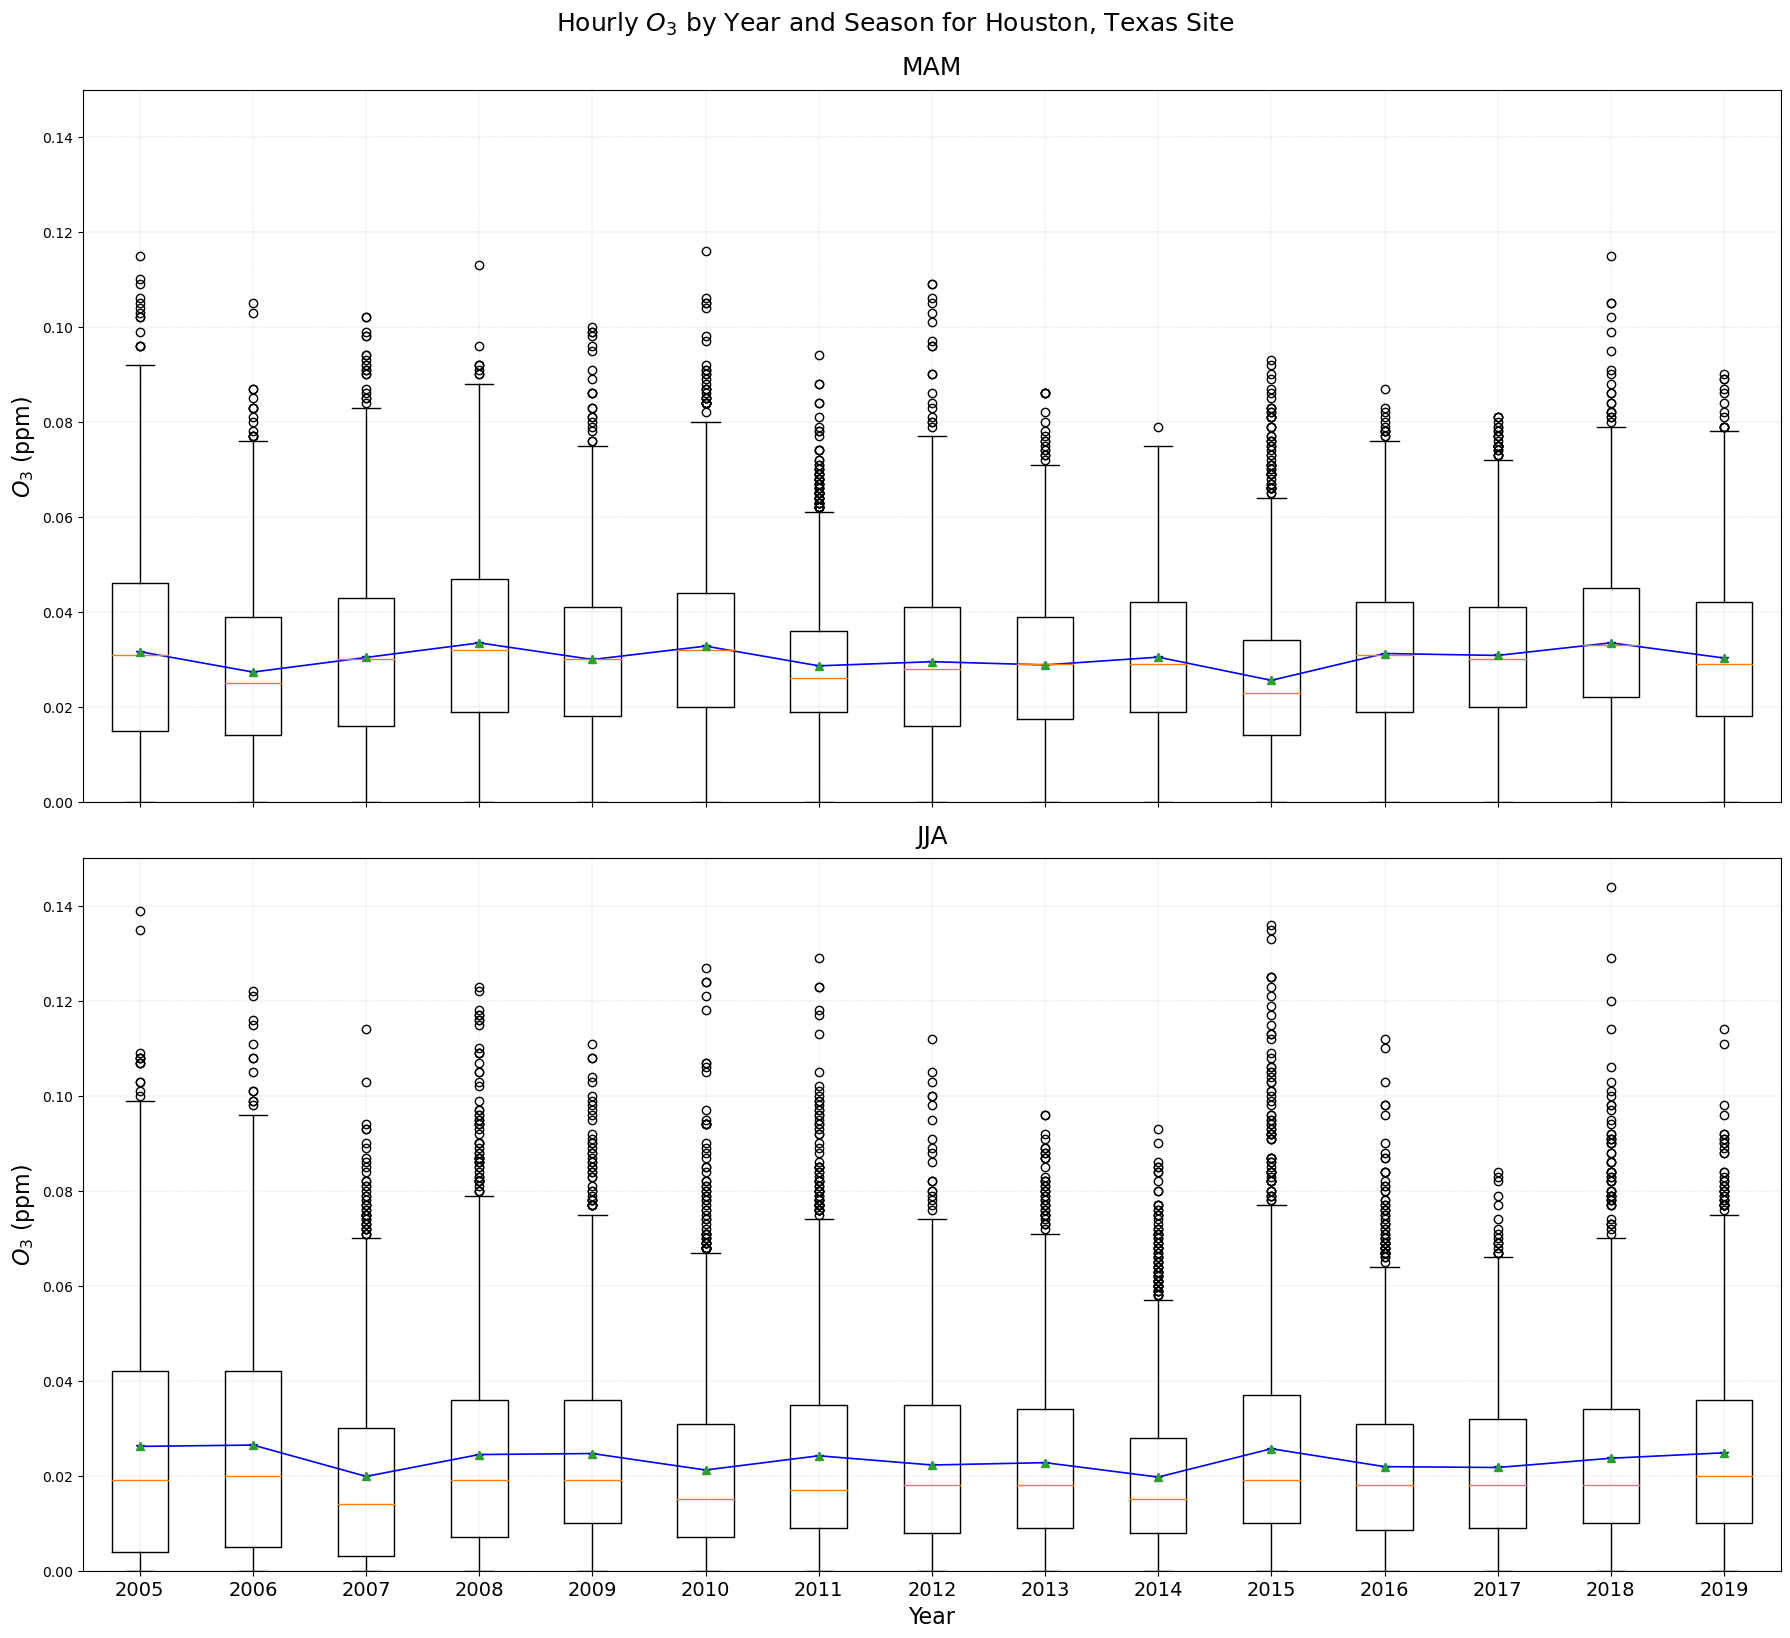 Hourly O₃ by Year and Season for Houston, Texas Site
MAM
0.14
0.12
0.10
0.08
0.06
0.04
0.02
0.00
O₃ (ppm)
JJA
0.14
0.12
0.10
0.08
0.06
0.04
0.02
0.00
O₃ (ppm)
2005 2006 2007 2008 2009 2010 2011 2012 2013 2014 2015 2016 2017 2018 2019
Year